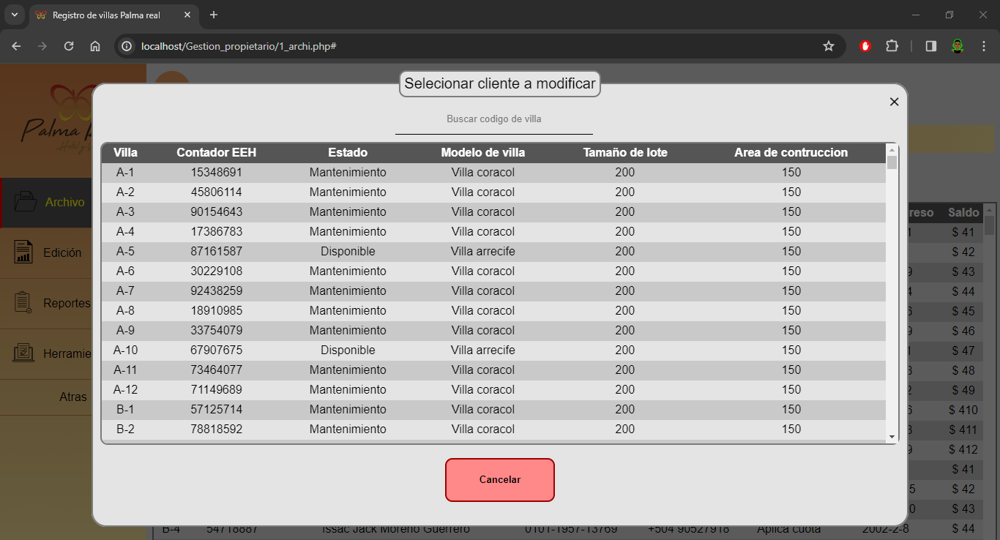 Registro de villas Palma real
localhost/Gestion_propietario/1_archi.php#
Selecionar cliente a modificar
Buscar codigo de villa
Villa Contador EEH Estado Modelo de villa Tamaño de lote Area de contruccion
A-1 15348691 Mantenimiento Villa coracol 200 150
A-2 45806114 Mantenimiento Villa coracol 200 150
A-3 90154643 Mantenimiento Villa coracol 200 150
A-4 17386783 Mantenimiento Villa coracol 200 150
A-5 87161587 Disponible Villa arrecife 200 150
A-6 30229108 Mantenimiento Villa coracol 200 150
A-7 92438259 Mantenimiento Villa coracol 200 150
A-8 18910985 Mantenimiento Villa coracol 200 150
A-9 33754079 Mantenimiento Villa coracol 200 150
A-10 67907675 Disponible Villa arrecife 200 150
A-11 73464077 Mantenimiento Villa coracol 200 150
A-12 71149689 Mantenimiento Villa coracol 200 150
B-1 57125714 Mantenimiento Villa coracol 200 150
B-2 78818592 Mantenimiento Villa coracol 200 150
Cancelar
Palma
Archivo
Edición
Reportes
Herramie
Atras
reso Saldo
1 $ 41
$ 42
9 $ 43
4 $ 44
6 $ 45
9 $ 46
1 $ 47
8 $ 48
2 $ 49
6 $ 410
8 $ 411
9 $ 412
$ 41
5 $ 42
0 $ 43
B-4 54718887 Issac Jack Moreno Guerrero 0101-1957-13769 +504 90527918 Aplica cuota 2002-2-8 $ 44